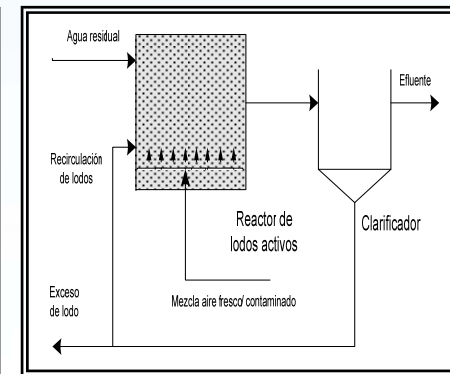 Agua residual
Efluente
Recirculación
de lodos
Reactor de
lodos activos
Clarificador
Mezcla aire fresco/ contaminado
Exceso
de lodo